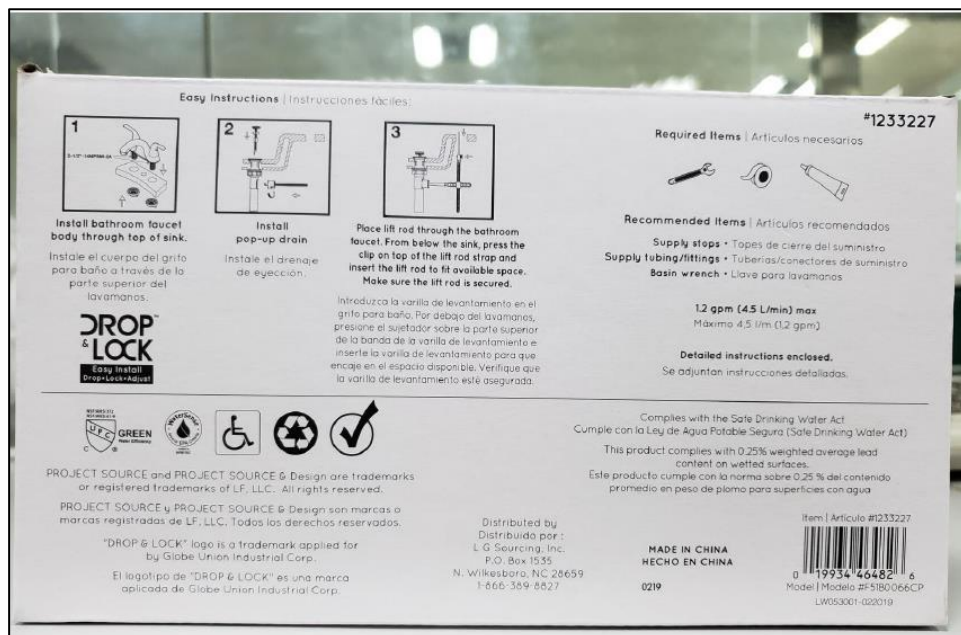 Easy Instructions | Instrucciones fáciles:
#1233227
1
Install bathroom faucet
body through top of sink.
Instale el cuerpo del grifo
para baño a través de la
parte superior del
lavamanos.
DROP™
& LOCK
Easy Install
Drop•Lock•Adjust
2
Install
pop-up drain
Instale el drenaje
de eyección.
3
Place lift rod through the bathroom
faucet. From below the sink, press the
clip on top of the lift rod strap and
insert the lift rod to fit available space.
Make sure the lift rod is secured.
Introduzca la varilla de levantamiento en el
grifo para baño. Por debajo del lavamanos,
presione el sujetador sobre la parte superior
de la banda de la varilla de levantamiento e
inserte la varilla de levantamiento para que
encaje en el espacio disponible. Verifique que
la varilla de levantamiento esté asegurada.
Required Items | Artículos necesarios
Recommended Items | Artículos recomendados
Supply stops • Topes de cierre del suministro
Supply tubing/fittings • Tuberías/conectores de suministro
Basin wrench • Llave para lavamanos
1.2 gpm (4.5 L/min) max
Máximo 4,5 l/m (1.2 gpm)
Detailed instructions enclosed.
Se adjuntan instrucciones detalladas.
UPC
C ®
GREEN
Water Efficiency
WaterSense
PROJECT SOURCE and PROJECT SOURCE & Design are trademarks
or registered trademarks of LF, LLC. All rights reserved.
PROJECT SOURCE y PROJECT SOURCE & Design son marcas o
marcas registradas de LF, LLC. Todos los derechos reservados.
"DROP & LOCK" logo is a trademark applied for
by Globe Union Industrial Corp.
El logotipo de "DROP & LOCK" es una marca
aplicada de Globe Union Industrial Corp.
Distributed by
Distribuido por :
L G Sourcing, Inc.
P.O. Box 1535
N. Wilkesboro, NC 28659
1-866-389-8827
Complies with the Safe Drinking Water Act
Cumple con la Ley de Agua Potable Segura (Safe Drinking Water Act)
This product complies with 0.25% weighted average lead
content on wetted surfaces.
Este producto cumple con la norma sobre 0,25 % del contenido
promedio en peso de plomo para superficies con agua
MADE IN CHINA
HECHO EN CHINA
0219
Item | Artículo #1233227
0 19934 46482 6
Model | Modelo #F51B0066CP
LW053001-022019